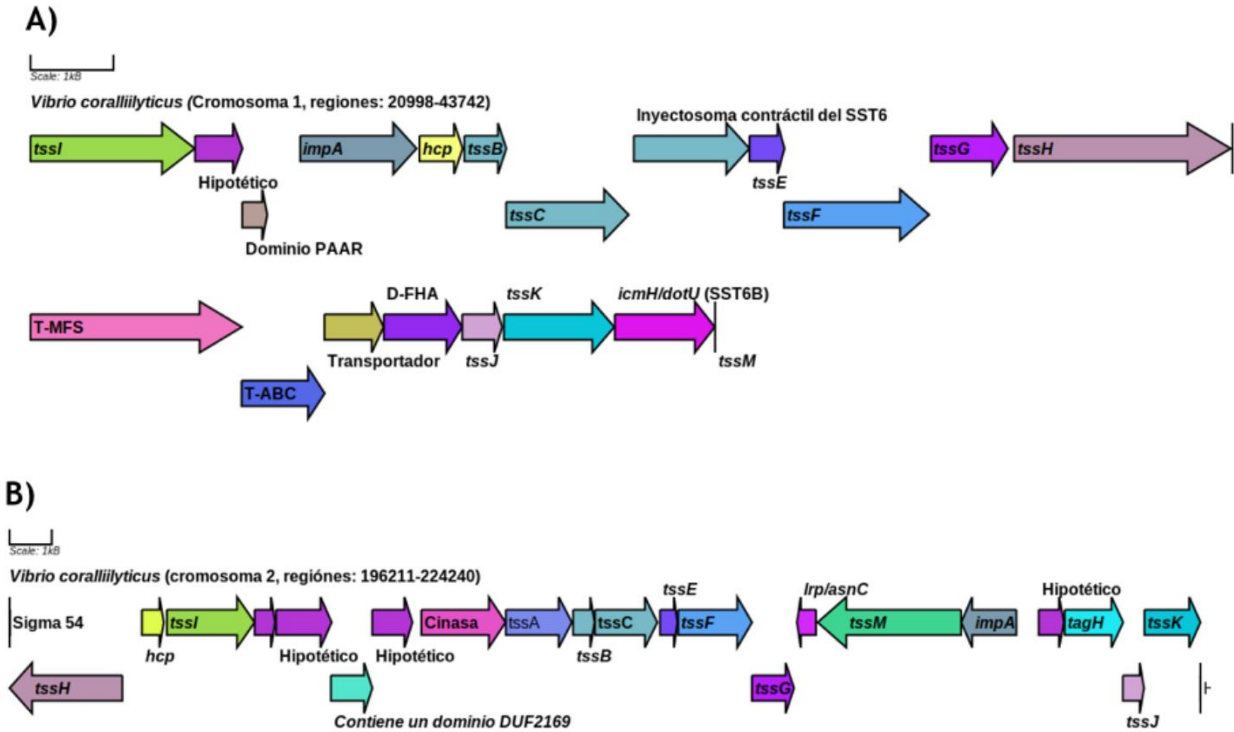 A)
Scale: 1kB
Vibrio coralliilyticus (Cromosoma 1, regiones: 20998-43742)
Inyectosoma contráctil del SST6
tssI
impA
hcp
tssB
tssG
tssH
Hipotético
tssE
tssC
tssF
Dominio PAAR
D-FHA
tssK
icmH/dotU (SST6B)
T-MFS
Transportador
tssJ
tssM
T-ABC
B)
Scale: 1kB
Vibrio coralliilyticus (cromosoma 2, regiónes: 196211-224240)
tssE
lrp/asnC
Hipotético
Sigma 54
tssI
Cinasa
tssA
tssC
tssF
tssM
impA
tagH
tssK
hcp
Hipotético
Hipotético
tssB
tssH
tssG
Contiene un dominio DUF2169
tssJ